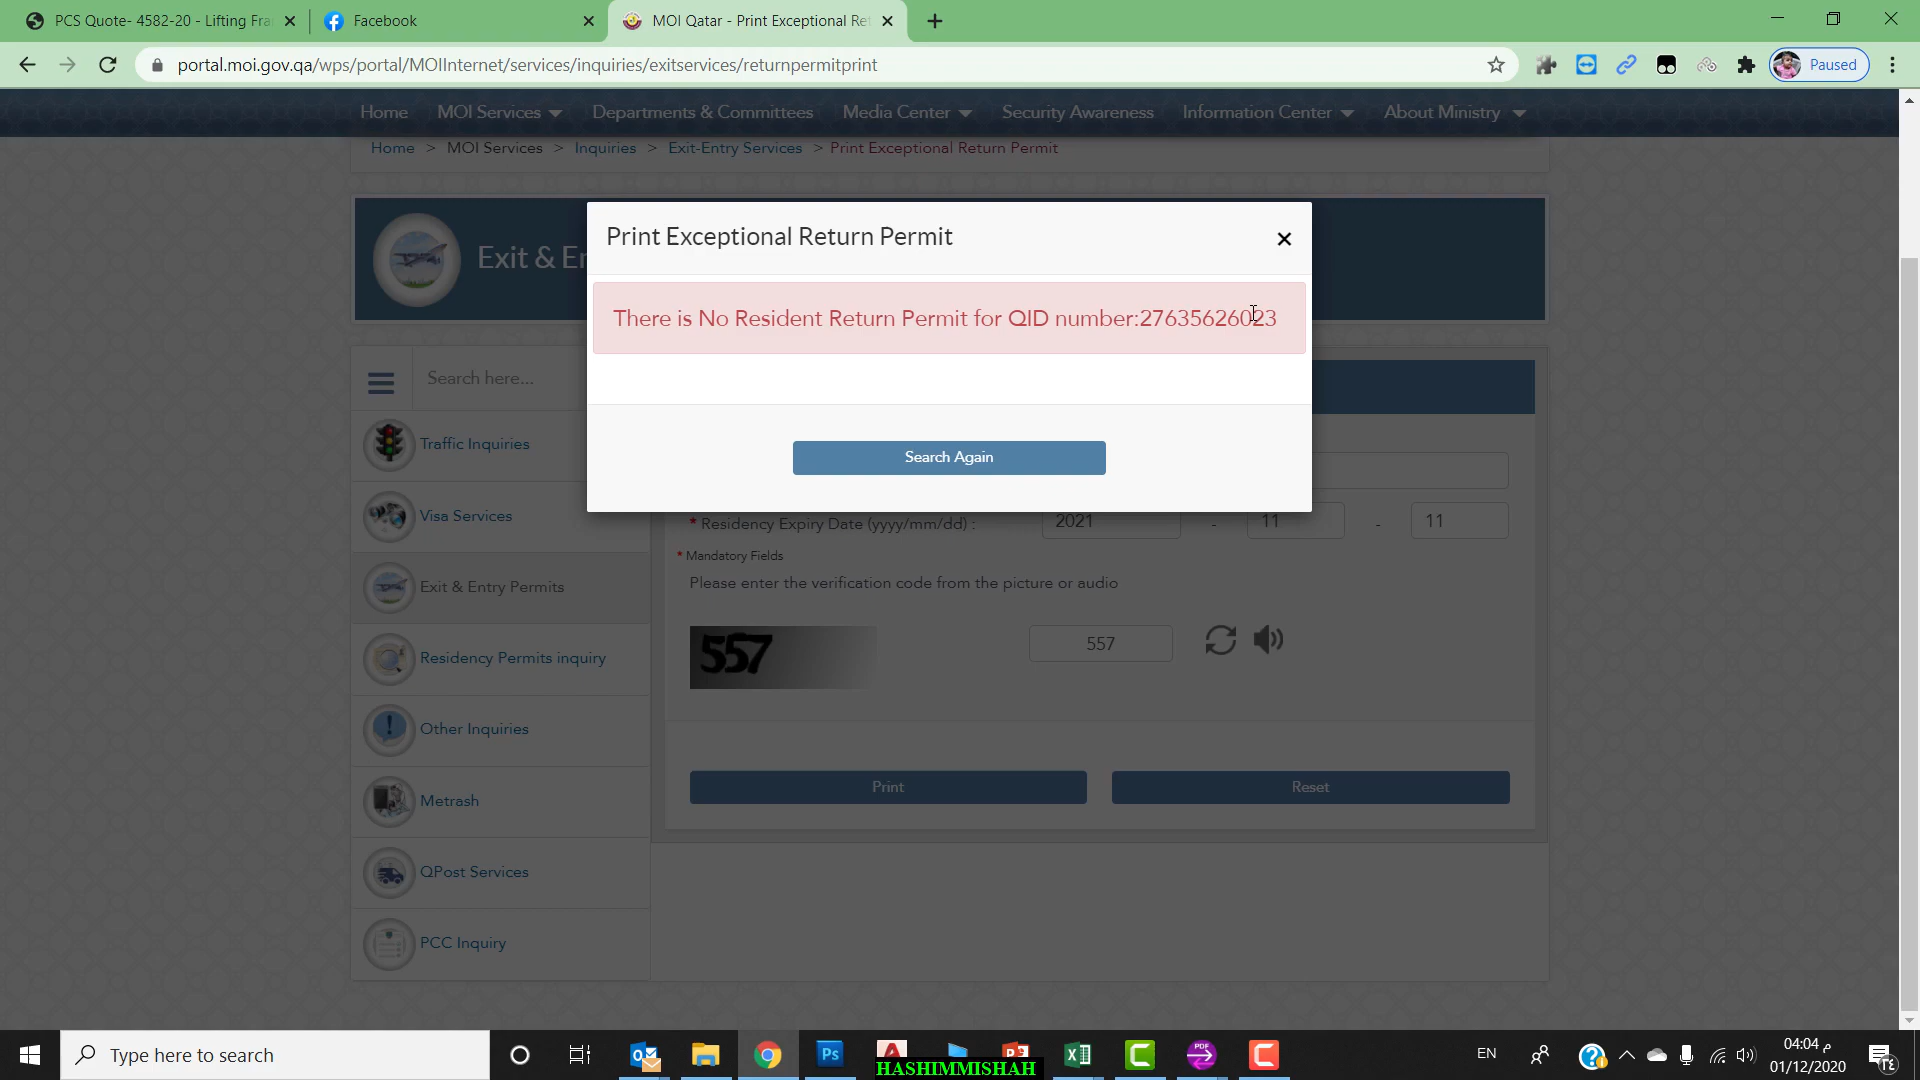 PCS Quote- 4582-20 - Lifting Fra
Facebook
MOI Qatar - Print Exceptional Ret
portal.moi.gov.qa/wps/portal/MOIInternet/services/inquiries/exitservices/returnpermitprint
Paused
Home MOI Services Departments & Committees Media Center Security Awareness Information Center About Ministry
Home > MOI Services > Inquiries > Exit-Entry Services > Print Exceptional Return Permit
Exit & En
Print Exceptional Return Permit
There is No Resident Return Permit for QID number:27635626023
Search Again
Search here...
Traffic Inquiries
Visa Services
Exit & Entry Permits
Residency Permits inquiry
Other Inquiries
Metrash
QPost Services
PCC Inquiry
* Residency Expiry Date (yyyy/mm/dd) : 2021 - 11 - 11
* Mandatory Fields
Please enter the verification code from the picture or audio
557 557
Print Reset
Type here to search
Ps
HASHIMMISHAH
PDF
EN
04:04 م
01/12/2020
٢٤